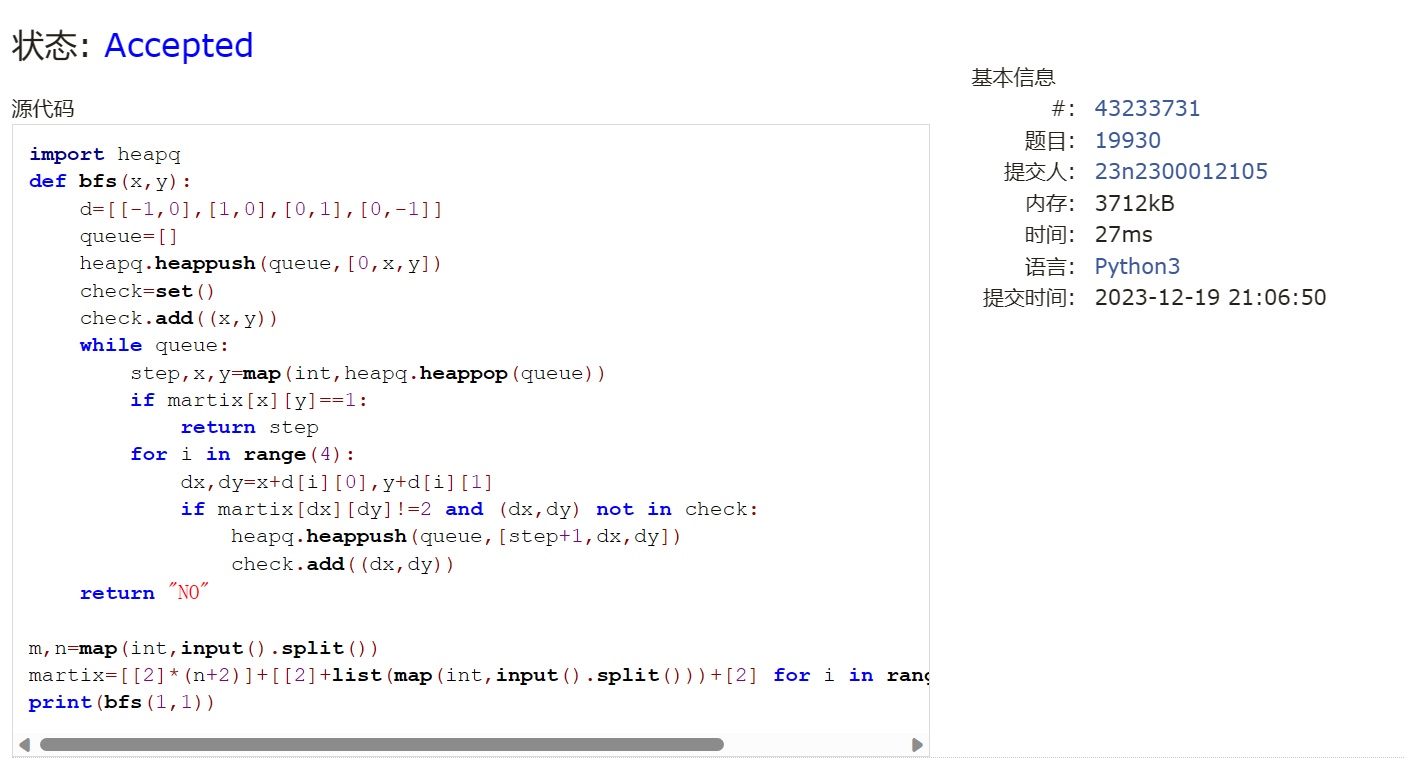 状态: Accepted
源代码
import heapq
def bfs(x,y):
    d=[[-1,0],[1,0],[0,1],[0,-1]]
    queue=[]
    heapq.heappush(queue,[0,x,y])
    check=set()
    check.add((x,y))
    while queue:
        step,x,y=map(int,heapq.heappop(queue))
        if martix[x][y]==1:
            return step
        for i in range(4):
            dx,dy=x+d[i][0],y+d[i][1]
            if martix[dx][dy]!=2 and (dx,dy) not in check:
                heapq.heappush(queue,[step+1,dx,dy])
                check.add((dx,dy))
    return "NO"
m,n=map(int,input().split())
martix=[[2]*(n+2)]+[[2]+list(map(int,input().split()))+[2] for i in
print(bfs(1,1))
基本信息
#: 43233731
题目: 19930
提交人: 23n2300012105
内存: 3712kB
时间: 27ms
语言: Python3
提交时间: 2023-12-19 21:06:50